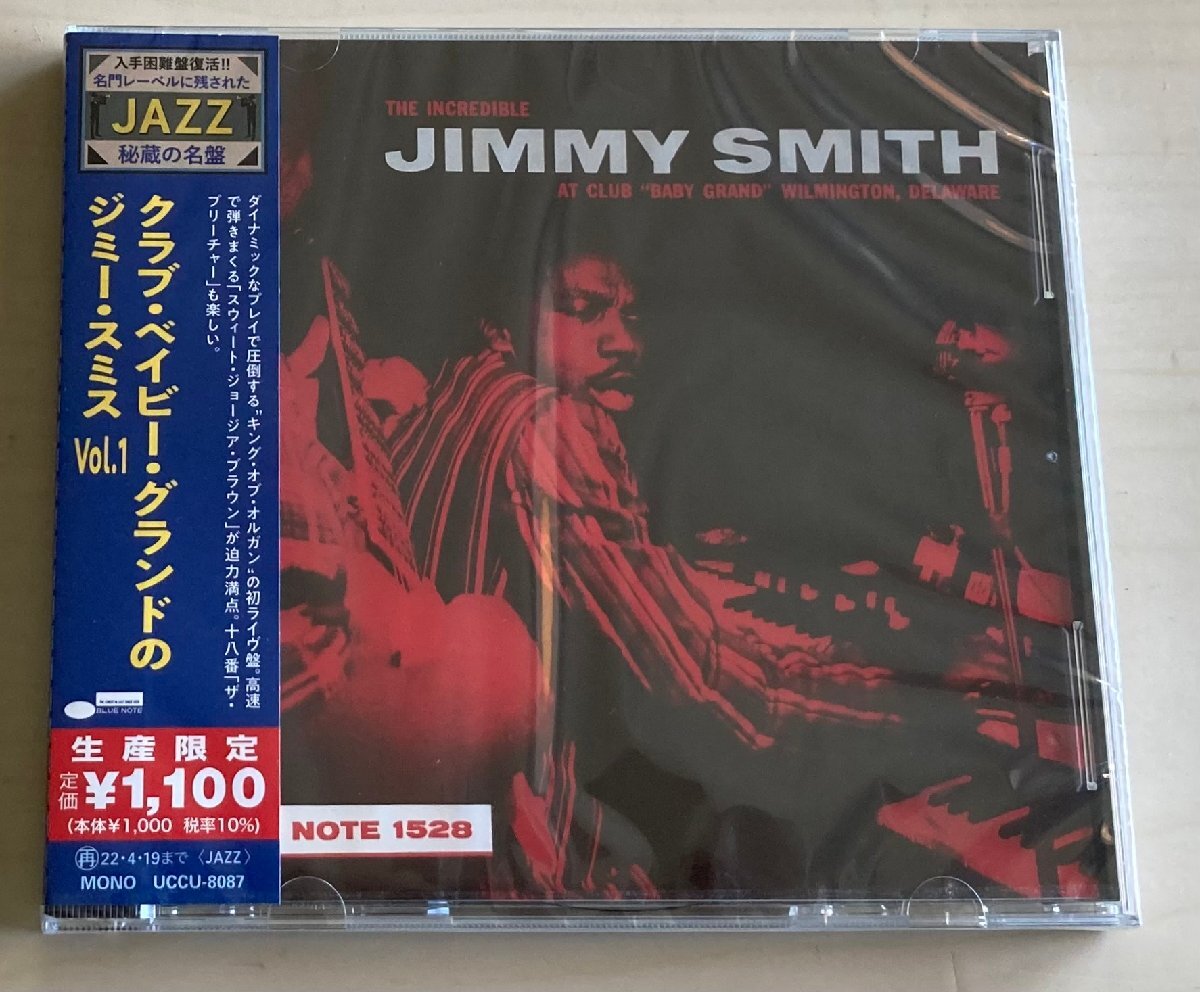 入手困難盤復活!!
名門レーベルに残された
JAZZ
秘蔵の名盤
クラブ・ベイビー・グランドの
ジミー・スミス Vol.1
ダイナミックなプレイで圧倒する"キング・オブ・オルガン"の初ライヴ盤。高速
で弾きまくる「スウィート・ジョージア・ブラウン」が迫力満点。十八番「ザ・
プリーチャー」も楽しい。
BLUE NOTE
生産限定
定価 ¥1,100
(本体¥1,000 税率10%)
再 22・4・19まで 〈JAZZ〉
MONO UCCU-8087
THE INCREDIBLE
JIMMY SMITH
AT CLUB "BABY GRAND" WILMINGTON, DELAWARE
NOTE 1528